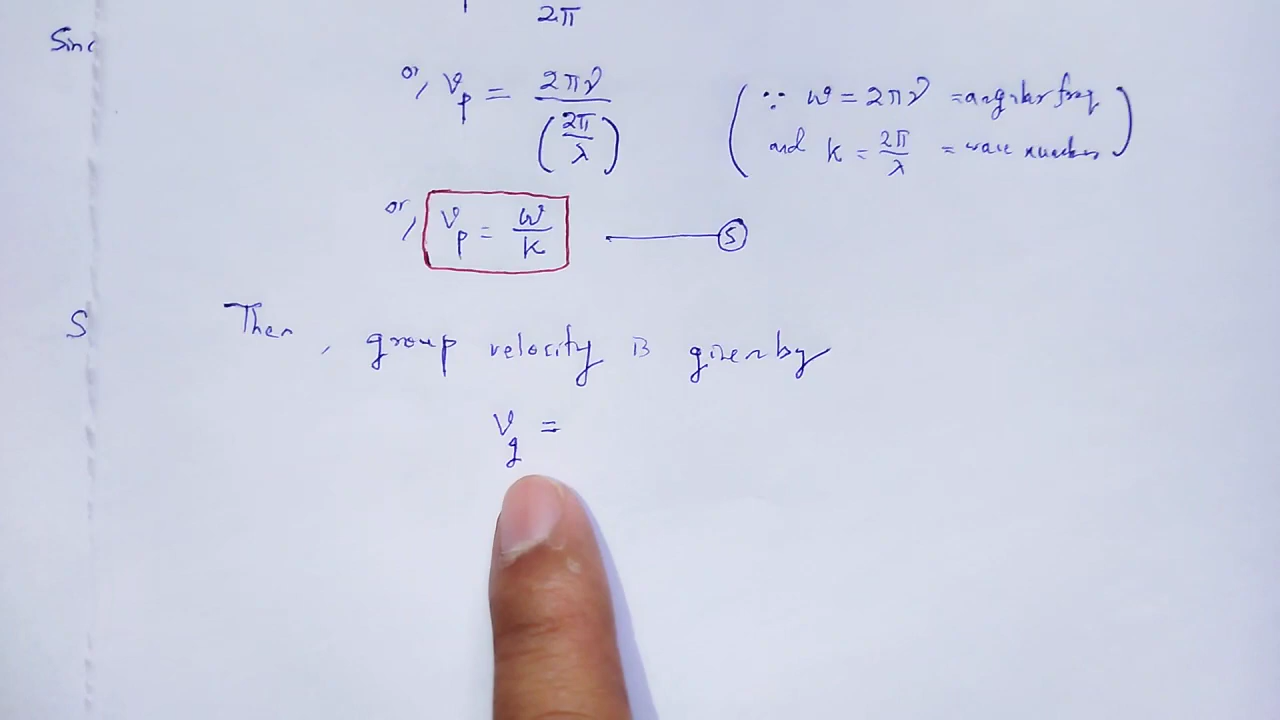 2π
Sinc
or, v_p = 2πν / (2π/λ) (∵ ω = 2πν = angular freq
and k = 2π/λ = wave number)
or, v_p = ω/k ——— (5)
S
Then, group velocity is given by
v_g =